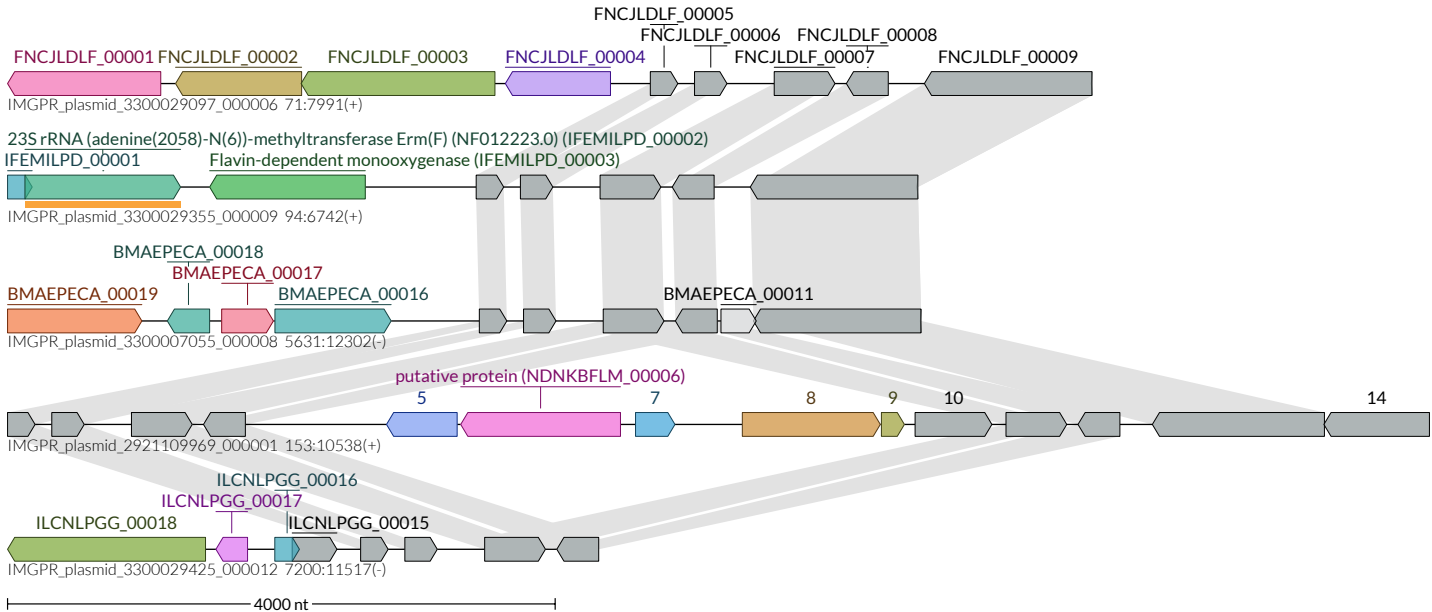 FNCJLDLF_00005
FNCJLDLF_00006 FNCJLDLF_00008
FNCJLDLF_00001 FNCJLDLF_00002 FNCJLDLF_00003 FNCJLDLF_00004 FNCJLDLF_00007 FNCJLDLF_00009
IMGPR_plasmid_3300029097_000006 71:7991(+)
23S rRNA (adenine(2058)-N(6))-methyltransferase Erm(F) (NF012223.0) (IFEMILPD_00002)
IFEMILPD_00001 Flavin-dependent monooxygenase (IFEMILPD_00003)
IMGPR_plasmid_3300029355_000009 94:6742(+)
BMAEPECA_00018
BMAEPECA_00017
BMAEPECA_00019 BMAEPECA_00016 BMAEPECA_00011
IMGPR_plasmid_3300007055_000008 5631:12302(-)
putative protein (NDNKBFLM_00006)
5 7 8 9 10 14
IMGPR_plasmid_2921109969_000001 153:10538(+)
ILCNLPGG_00016
ILCNLPGG_00017
ILCNLPGG_00018 ILCNLPGG_00015
IMGPR_plasmid_3300029425_000012 7200:11517(-)
4000 nt